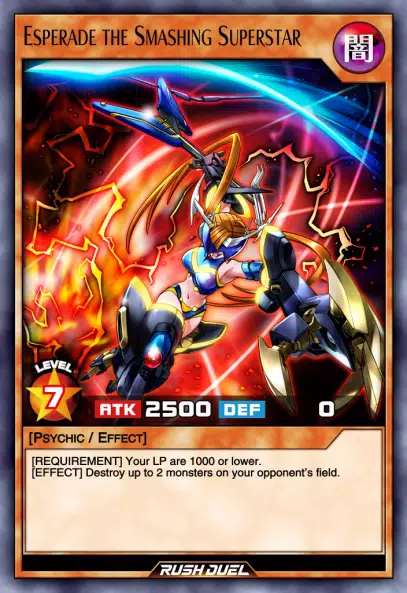 Esperade the Smashing Superstar
闇
LEVEL
7
ATK 2500 DEF 0
[Psychic / Effect]
[REQUIREMENT] Your LP are 1000 or lower.
[EFFECT] Destroy up to 2 monsters on your opponent's field.
RUSH DUEL